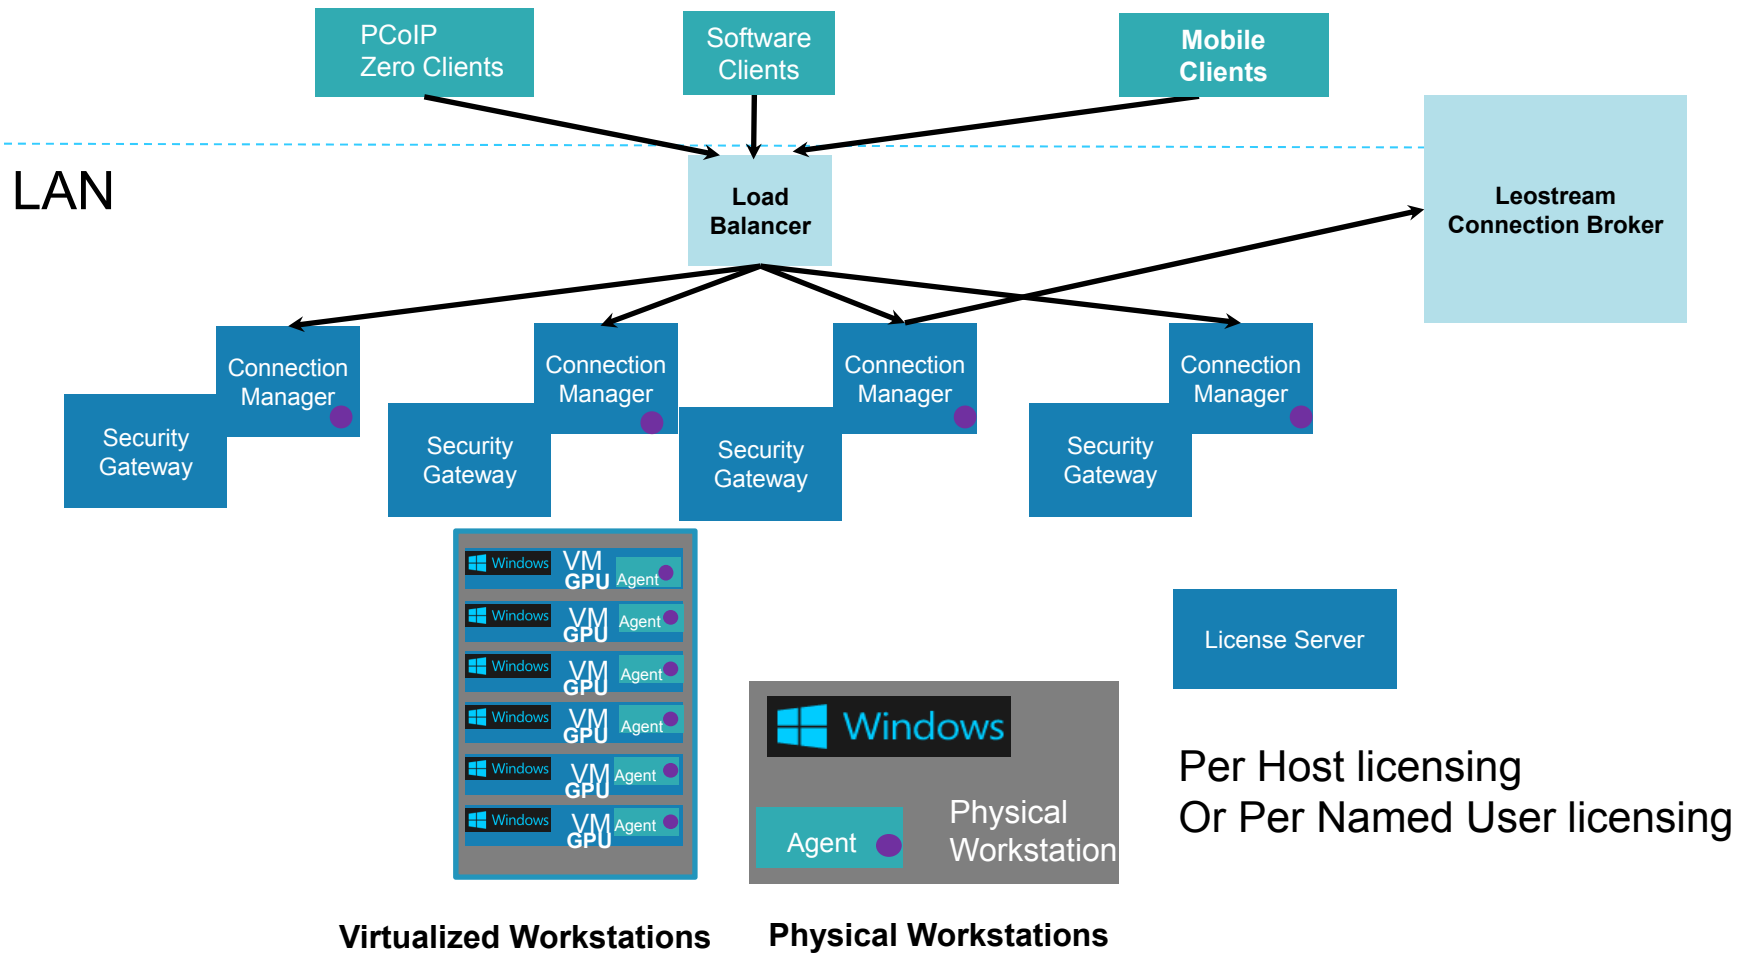 PCoIP
Zero Clients
Software
Clients
Mobile
Clients
LAN
Load
Balancer
Leostream
Connection Broker
Connection
Manager
Security
Gateway
Connection
Manager
Security
Gateway
Connection
Manager
Security
Gateway
Connection
Manager
Security
Gateway
Windows VM
GPU Agent
Windows VM
GPU Agent
Windows VM
GPU Agent
Windows VM
GPU Agent
Windows VM
GPU Agent
Windows VM
GPU Agent
Windows
Agent
Physical
Workstation
License Server
Per Host licensing
Or Per Named User licensing
Virtualized Workstations
Physical Workstations